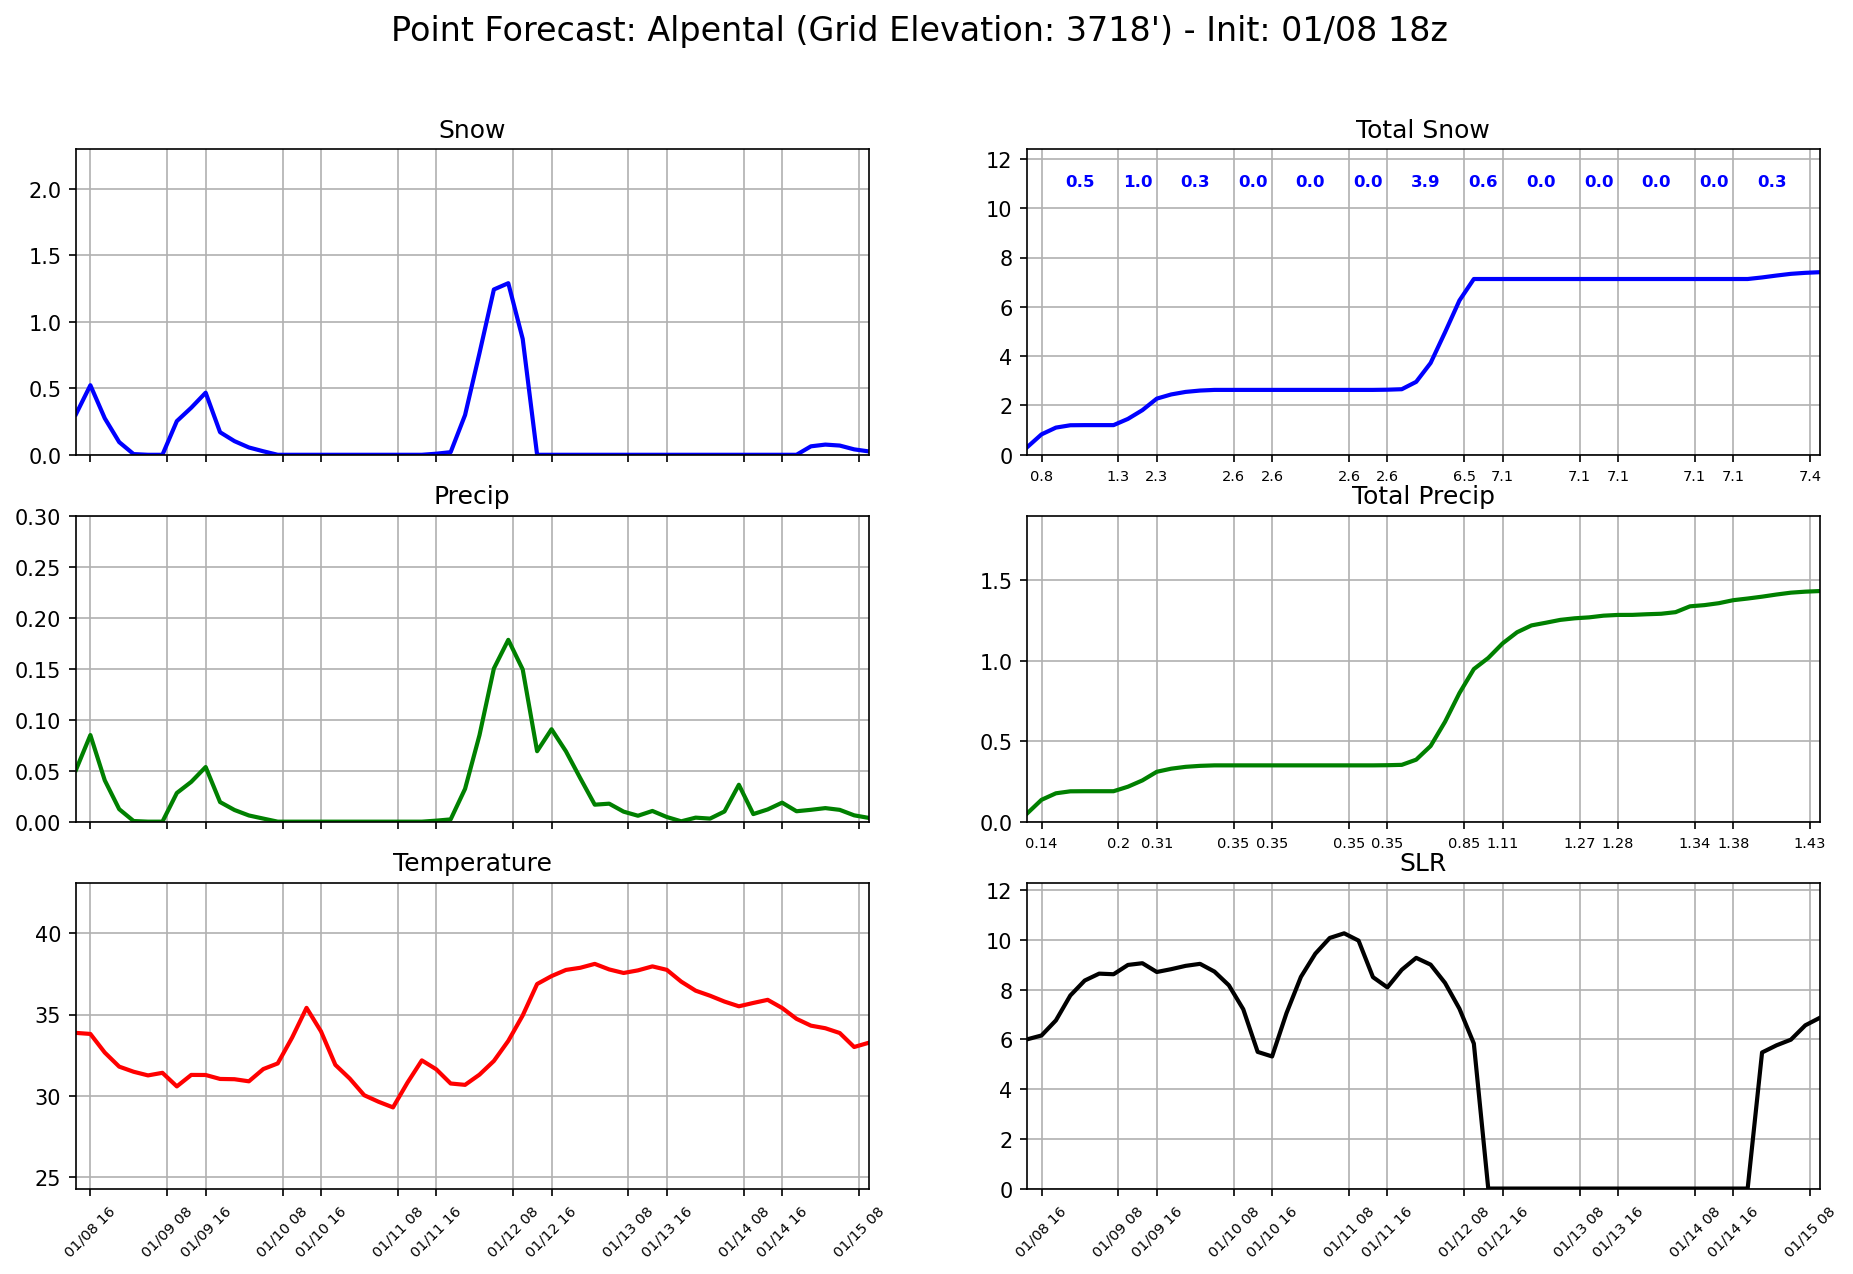 Point Forecast: Alpental (Grid Elevation: 3718') - Init: 01/08 18z
Snow
2.0
1.5
1.0
0.5
0.0
Total Snow
12
10
8
6
4
2
0
0.5 1.0 0.3 0.0 0.0 0.0 3.9 0.6 0.0 0.0 0.0 0.0 0.3
0.8 1.3 2.3 2.6 2.6 2.6 2.6 6.5 7.1 7.1 7.1 7.1 7.1 7.4
Precip
0.30
0.25
0.20
0.15
0.10
0.05
0.00
Total Precip
1.5
1.0
0.5
0.0
0.14 0.2 0.31 0.35 0.35 0.35 0.35 0.85 1.11 1.27 1.28 1.34 1.38 1.43
Temperature
40
35
30
25
01/08 16 01/09 08 01/09 16 01/10 08 01/10 16 01/11 08 01/11 16 01/12 08 01/12 16 01/13 08 01/13 16 01/14 08 01/14 16 01/15 08
SLR
12
10
8
6
4
2
0
01/08 16 01/09 08 01/09 16 01/10 08 01/10 16 01/11 08 01/11 16 01/12 08 01/12 16 01/13 08 01/13 16 01/14 08 01/14 16 01/15 08